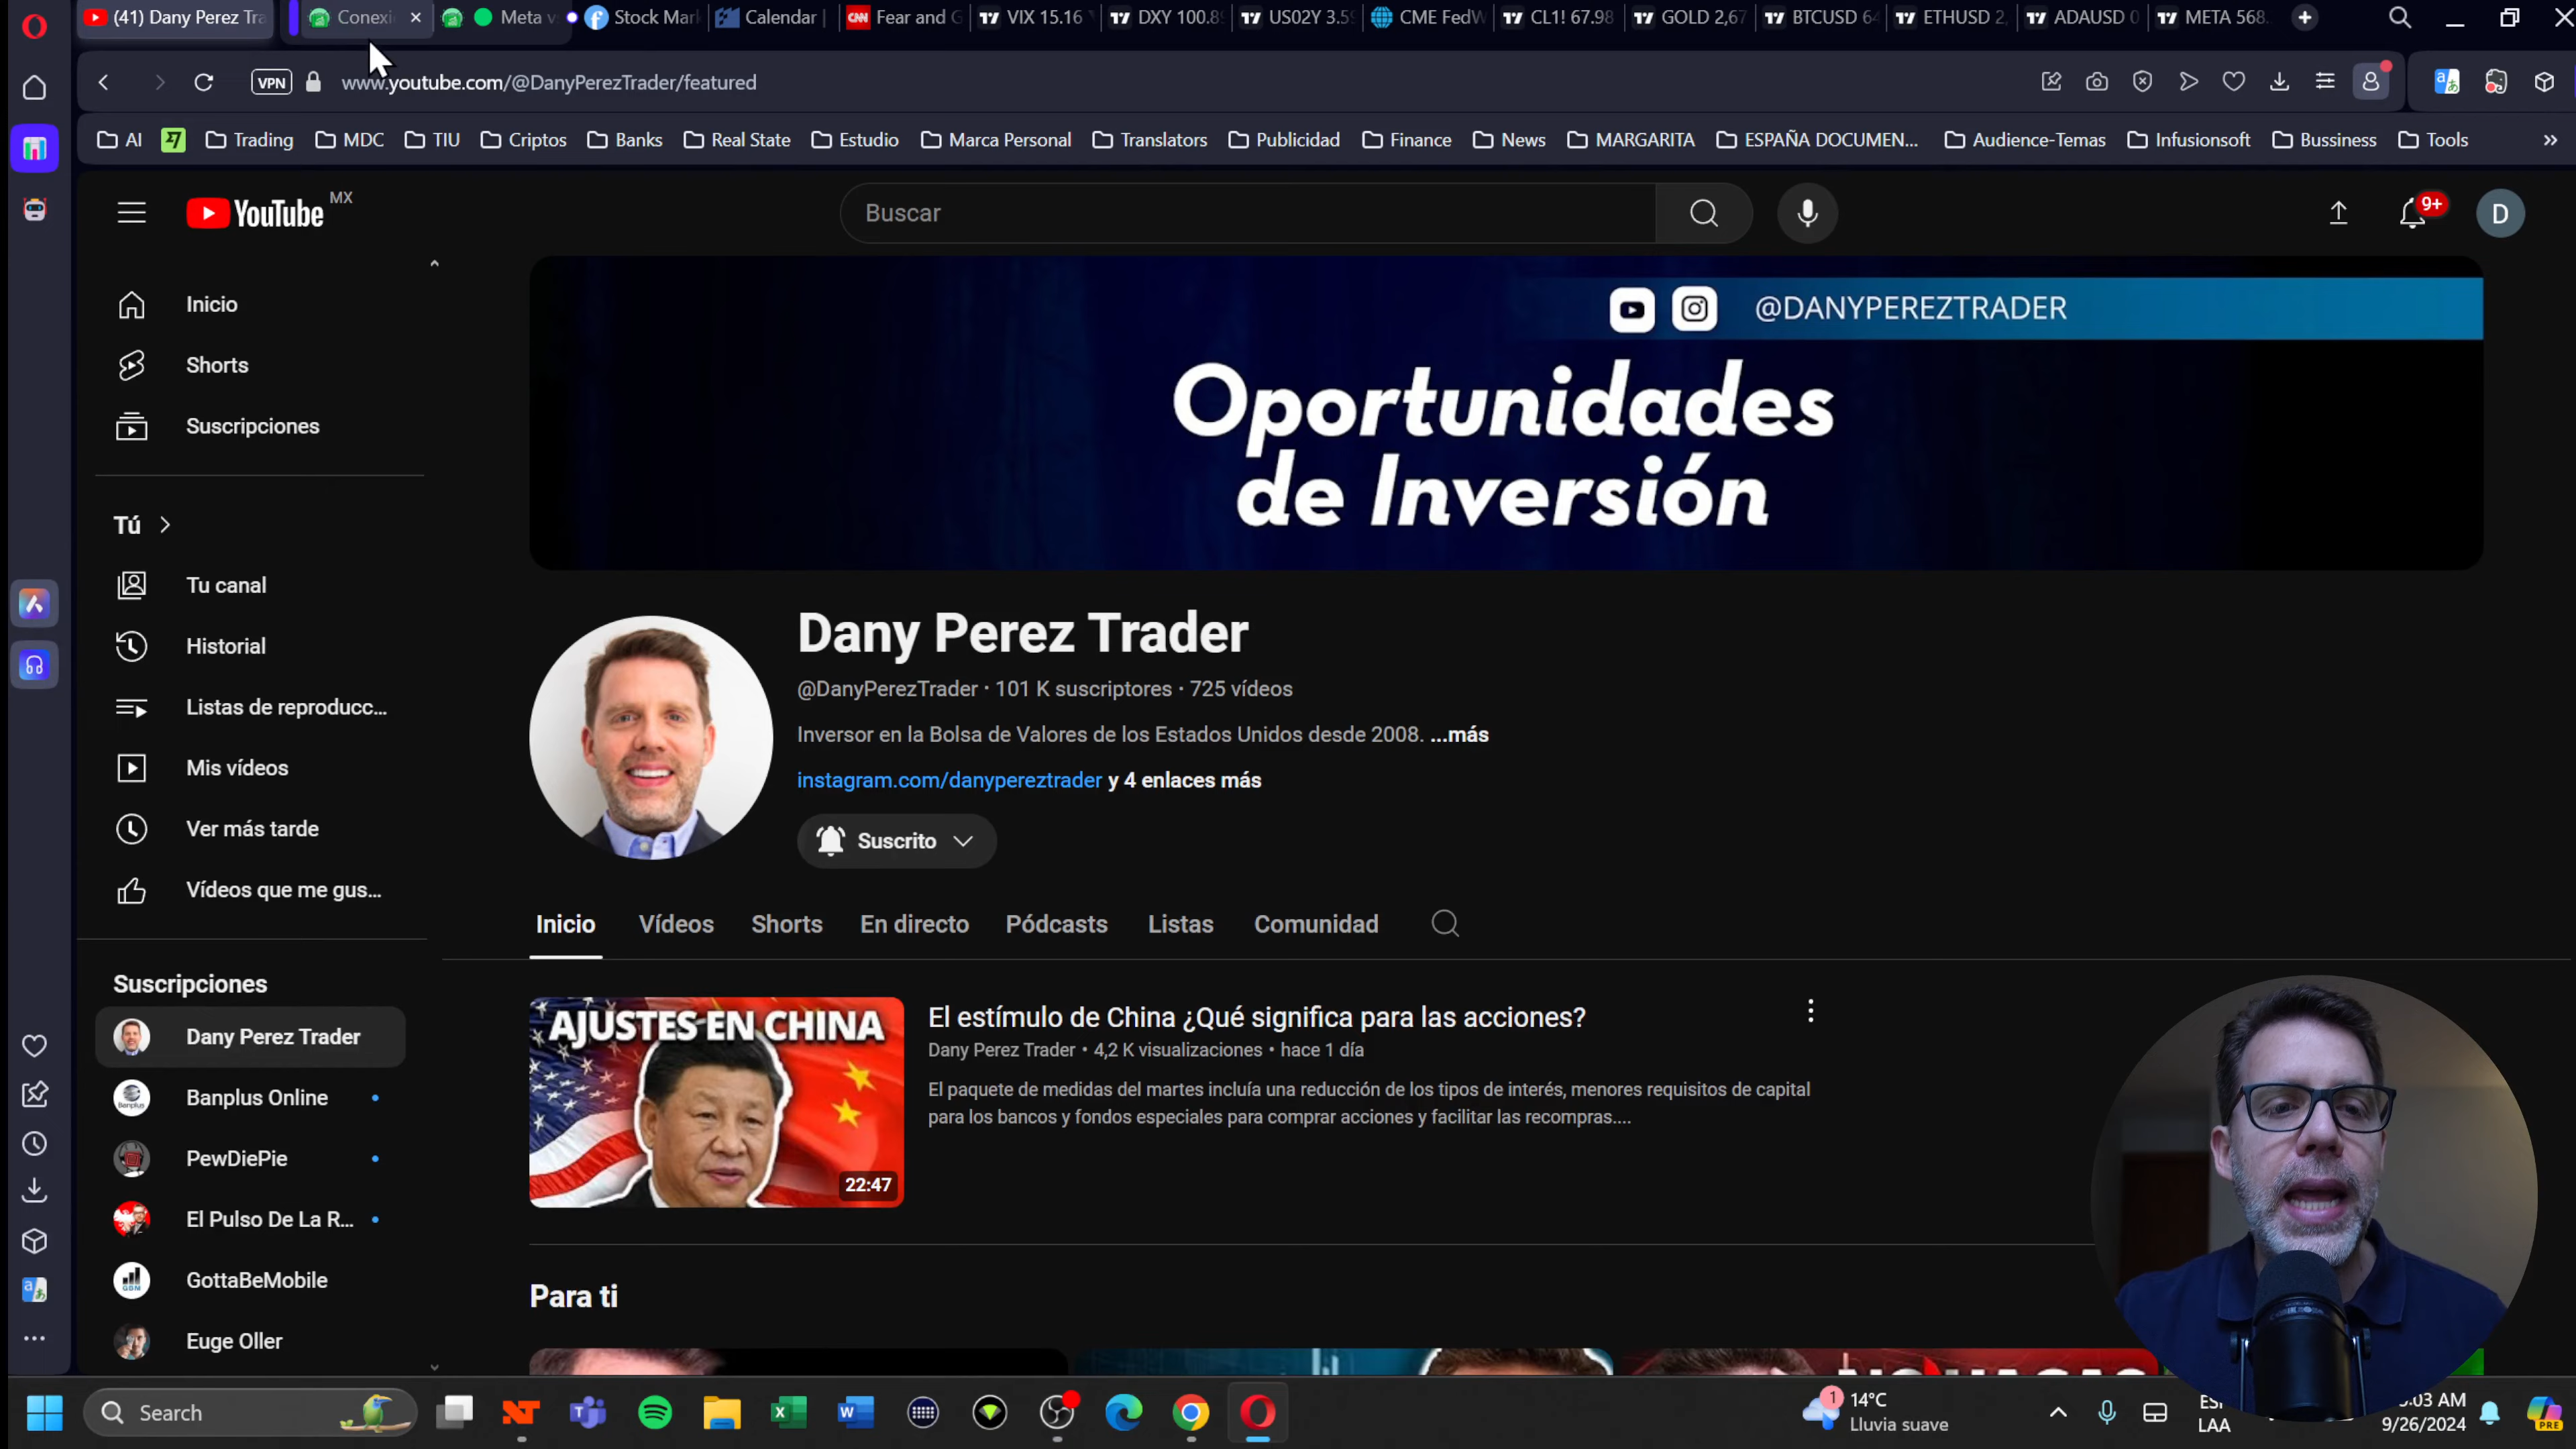 (41) Dany Perez Tra
Conexi
Meta v
Stock Mar
Calendar |
CNN Fear and G
VIX 15.16
DXY 100.89
US02Y 3.59
CME FedW
CL1! 67.98
GOLD 2,67
BTCUSD 64
ETHUSD 2,
ADAUSD 0
META 568.
VPN
www.youtube.com/@DanyPerezTrader/featured
AI
Trading
MDC
TIU
Criptos
Banks
Real State
Estudio
Marca Personal
Translators
Publicidad
Finance
News
MARGARITA
ESPAÑA DOCUMEN...
Audience-Temas
Infusionsoft
Bussiness
Tools
YouTube MX
Buscar
9+
D
Inicio
Shorts
Suscripciones
Tú
Tu canal
Historial
Listas de reproducc...
Mis vídeos
Ver más tarde
Vídeos que me gus...
Suscripciones
Dany Perez Trader
Banplus Online
PewDiePie
El Pulso De La R...
GottaBeMobile
Euge Oller
@DANYPEREZTRADER
Oportunidades
de Inversión
Dany Perez Trader
@DanyPerezTrader · 101 K suscriptores · 725 vídeos
Inversor en la Bolsa de Valores de los Estados Unidos desde 2008. ...más
instagram.com/danypereztrader y 4 enlaces más
Suscrito
Inicio
Vídeos
Shorts
En directo
Pódcasts
Listas
Comunidad
AJUSTES EN CHINA
22:47
El estímulo de China ¿Qué significa para las acciones?
Dany Perez Trader • 4,2 K visualizaciones • hace 1 día
El paquete de medidas del martes incluía una reducción de los tipos de interés, menores requisitos de capital
para los bancos y fondos especiales para comprar acciones y facilitar las recompras....
Para ti
Search
1
14°C
Lluvia suave
LAA
:03 AM
9/26/2024
PRE